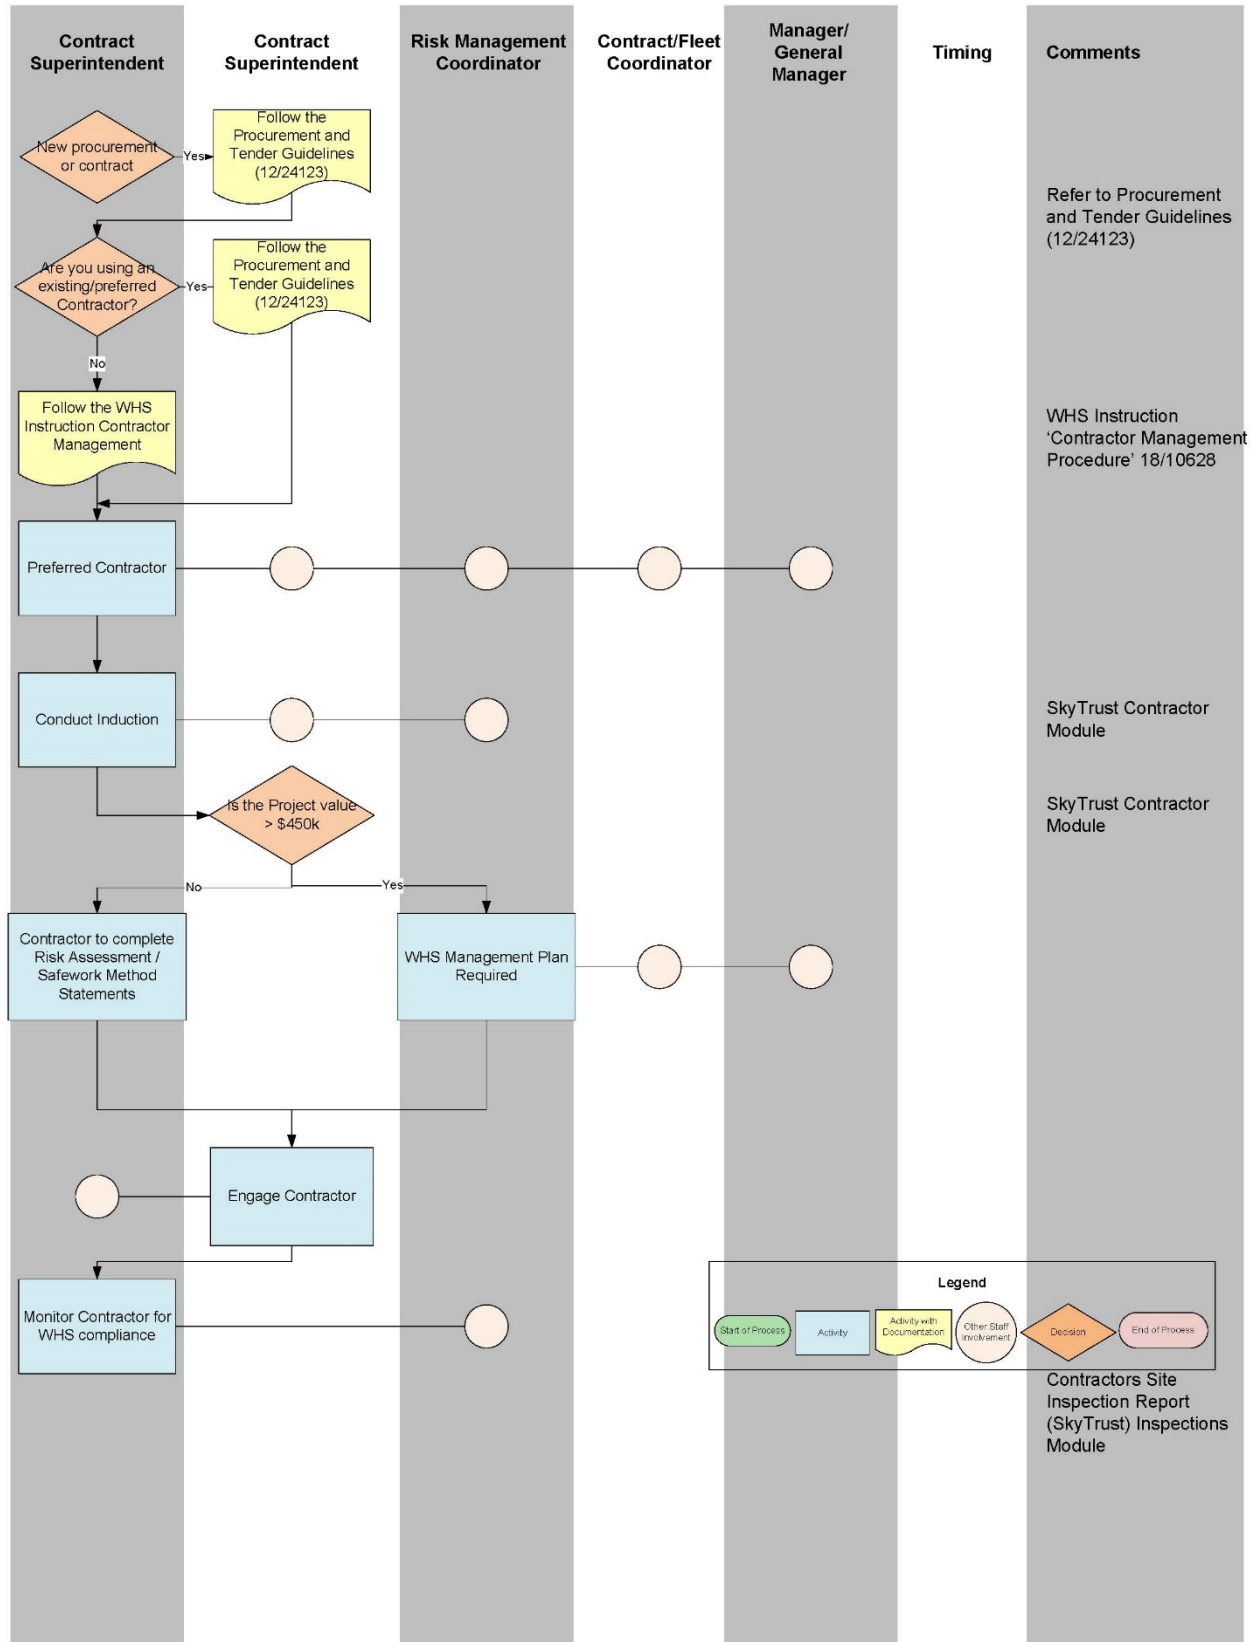 Contract
Superintendent
Contract
Superintendent
Risk Management
Coordinator
Contract/Fleet
Coordinator
Manager/
General
Manager
Timing
Comments
New procurement
or contract
Yes
Follow the
Procurement and
Tender Guidelines
(12/24123)
Refer to Procurement
and Tender Guidelines
(12/24123)
Are you using an
existing/preferred
Contractor?
Yes
Follow the
Procurement and
Tender Guidelines
(12/24123)
No
Follow the WHS
Instruction Contractor
Management
WHS Instruction
‘Contractor Management
Procedure’ 18/10628
Preferred Contractor
Conduct Induction
SkyTrust Contractor
Module
Is the Project value
> $450k
SkyTrust Contractor
Module
No
Yes
Contractor to complete
Risk Assessment /
Safework Method
Statements
WHS Management Plan
Required
Engage Contractor
Monitor Contractor for
WHS compliance
Legend
Start of Process
Activity
Activity with
Documentation
Other Staff
Involvement
Decision
End of Process
Contractors Site
Inspection Report
(SkyTrust) Inspections
Module